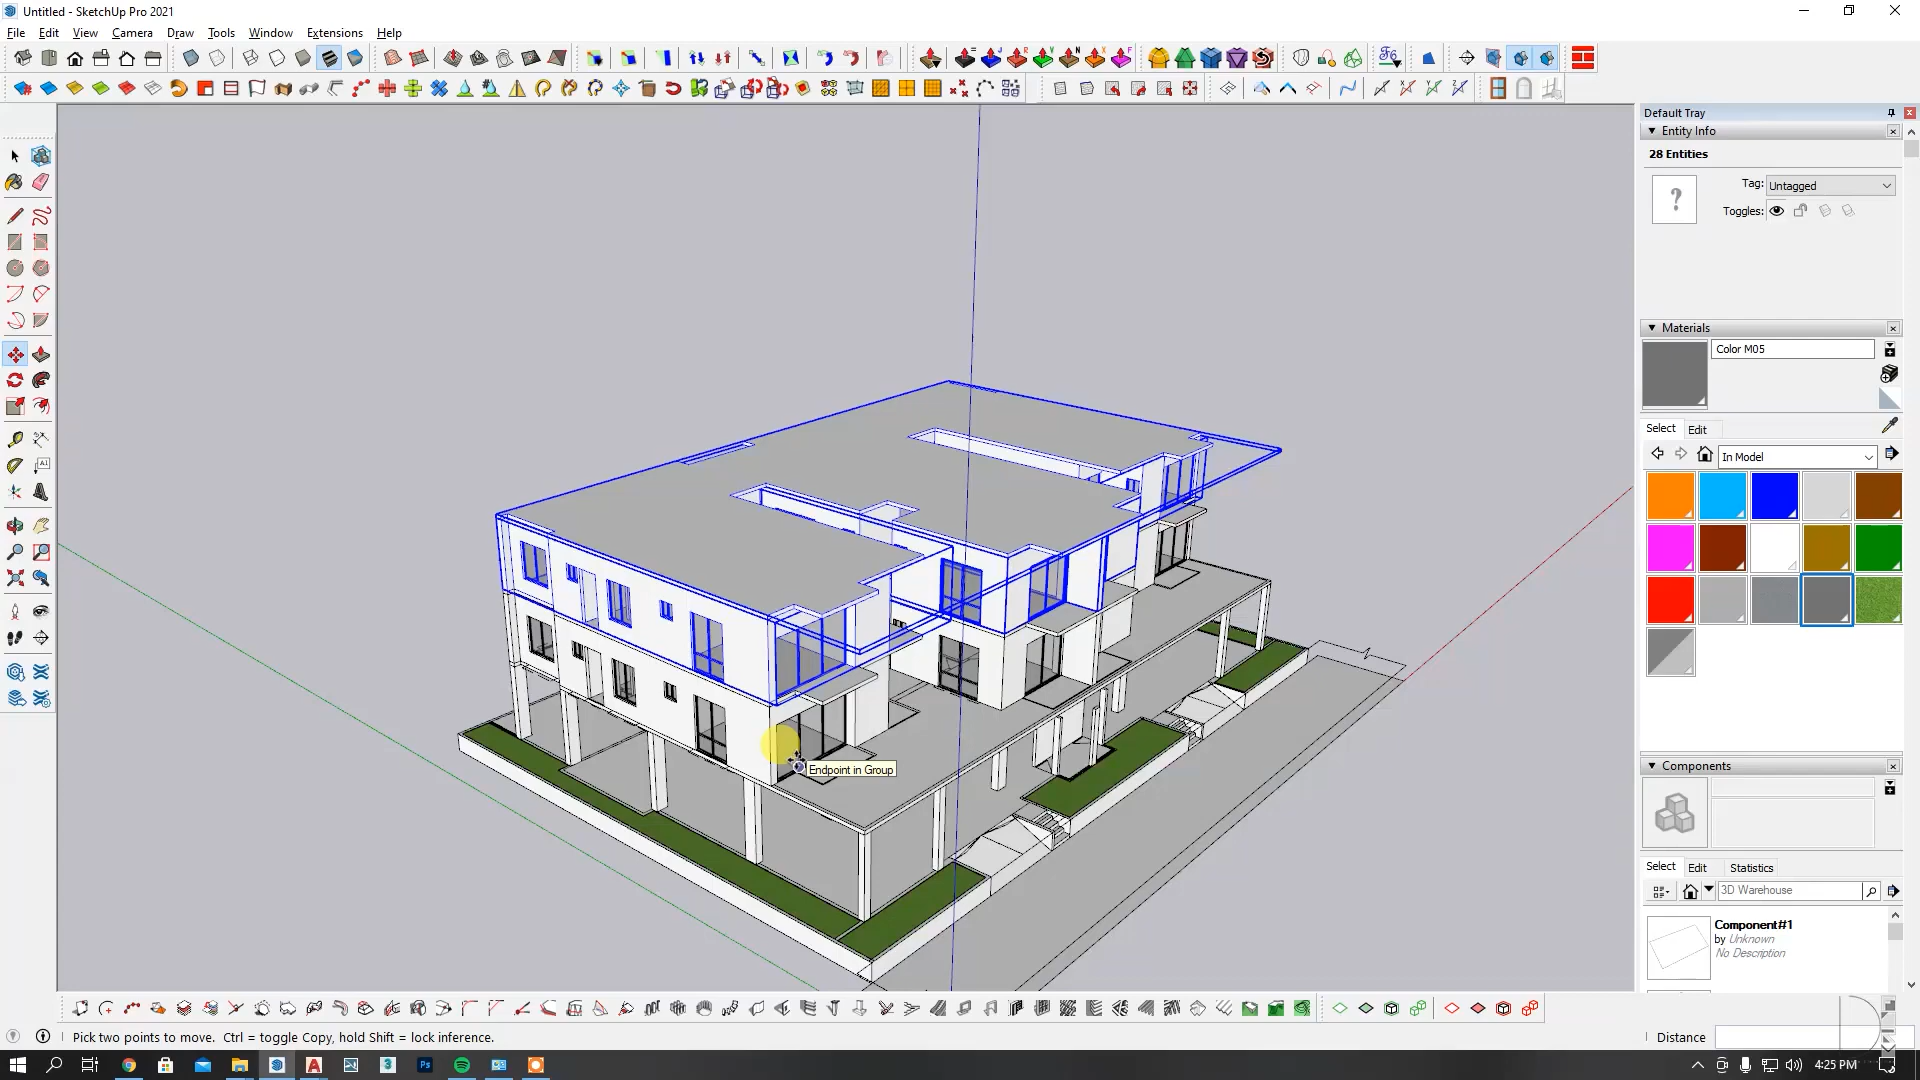 Untitled - SketchUp Pro 2021
File Edit View Camera Draw Tools Window Extensions Help
Default Tray
Entity Info
28 Entities
Tag: Untagged
?
Toggles:
Materials
Color M05
Select Edit
In Model
Endpoint in Group
Components
Select Edit Statistics
3D Warehouse
Component#1
by Unknown
No Description
Pick two points to move. Ctrl = toggle Copy, hold Shift = lock inference.
Distance
4:25 PM